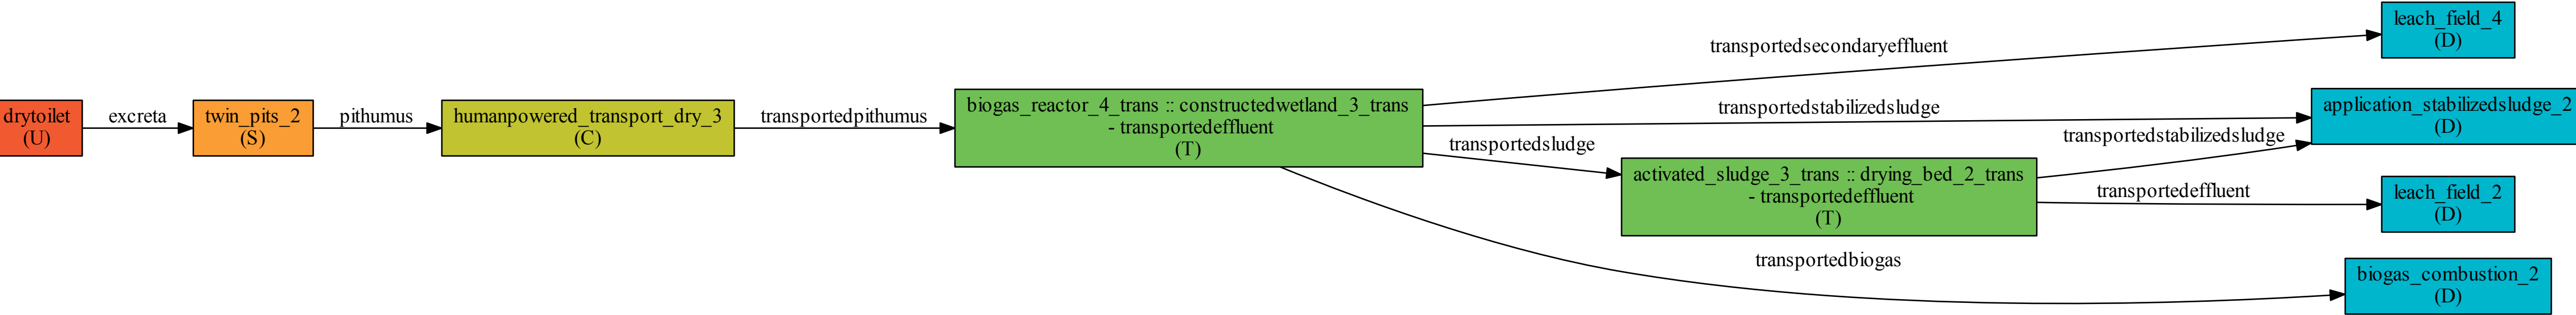 drytoilet
(U)
excreta
twin_pits_2
(S)
pithumus
humanpowered_transport_dry_3
(C)
transportedpithumus
biogas_reactor_4_trans :: constructedwetland_3_trans
- transportedeffluent
(T)
transportedsecondaryeffluent
transportedstabilizedsludge
transportedsludge
transportedbiogas
activated_sludge_3_trans :: drying_bed_2_trans
- transportedeffluent
(T)
transportedstabilizedsludge
transportedeffluent
leach_field_4
(D)
application_stabilizedsludge_2
(D)
leach_field_2
(D)
biogas_combustion_2
(D)